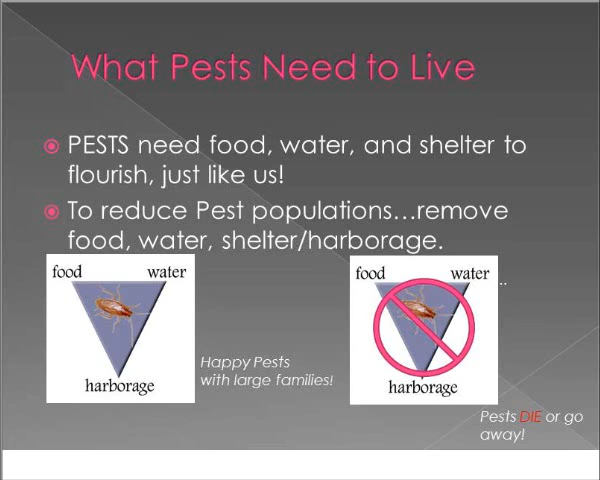 What Pests Need to Live
PESTS need food, water, and shelter to
flourish, just like us!
To reduce Pest populations...remove
food, water, shelter/harborage.
food water
harborage
Happy Pests
with large families!
food water
..
harborage
Pests DIE or go
away!